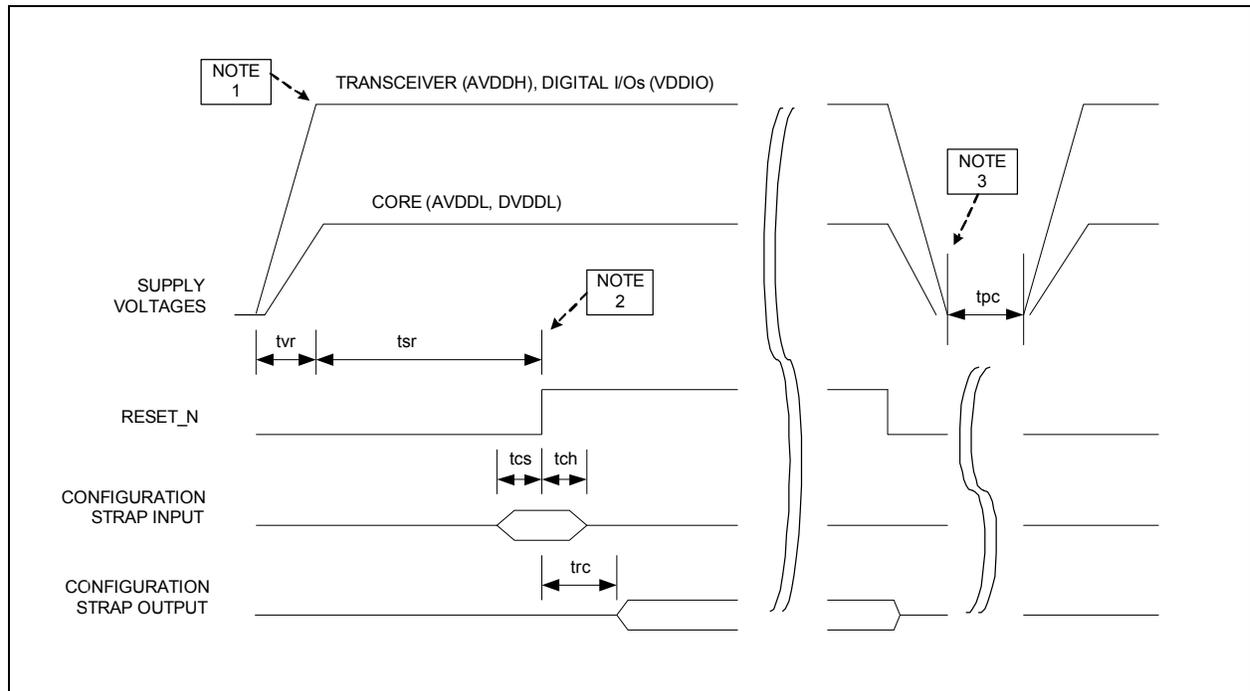 NOTE
1
TRANSCEIVER (AVDDH), DIGITAL I/Os (VDDIO)
NOTE
3
CORE (AVDDL, DVDDL)
SUPPLY
VOLTAGES
NOTE
2
tpc
tvr
tsr
RESET_N
tcs
tch
CONFIGURATION
STRAP INPUT
trc
CONFIGURATION
STRAP OUTPUT